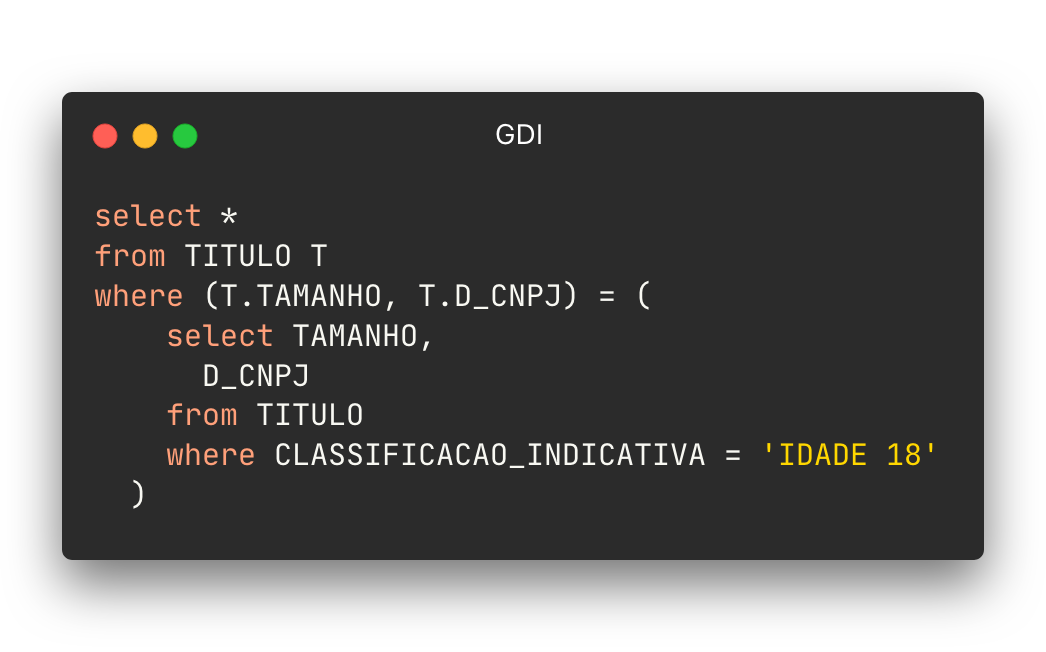 GDI
select *
from TITULO T
where (T.TAMANHO, T.D_CNPJ) = (
    select TAMANHO,
      D_CNPJ
    from TITULO
    where CLASSIFICACAO_INDICATIVA = 'IDADE 18'
  )